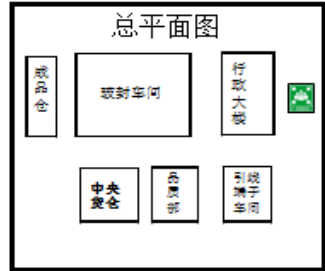 总平面图
成品仓
玻封车间
行政大楼
中央
货仓
品质部
引线
端子
车间